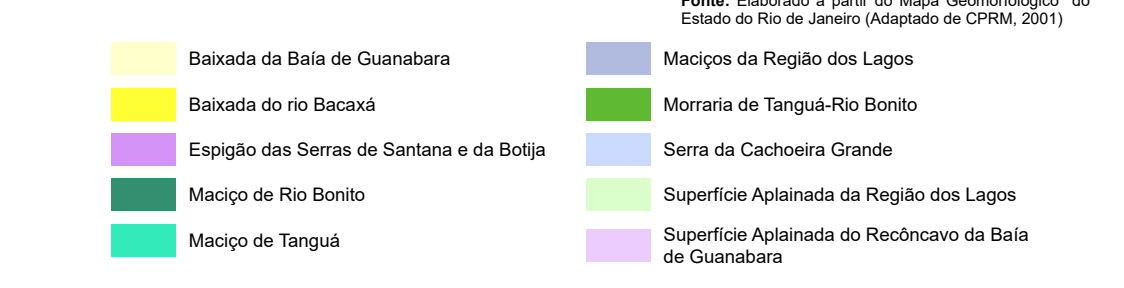 Fonte: Elaborado a partir do Mapa Geomorfológico do
Estado do Rio de Janeiro (Adaptado de CPRM, 2001)
Baixada da Baía de Guanabara
Baixada do rio Bacaxá
Espigão das Serras de Santana e da Botija
Maciço de Rio Bonito
Maciço de Tanguá
Maciços da Região dos Lagos
Morraria de Tanguá-Rio Bonito
Serra da Cachoeira Grande
Superfície Aplainada da Região dos Lagos
Superfície Aplainada do Recôncavo da Baía
de Guanabara